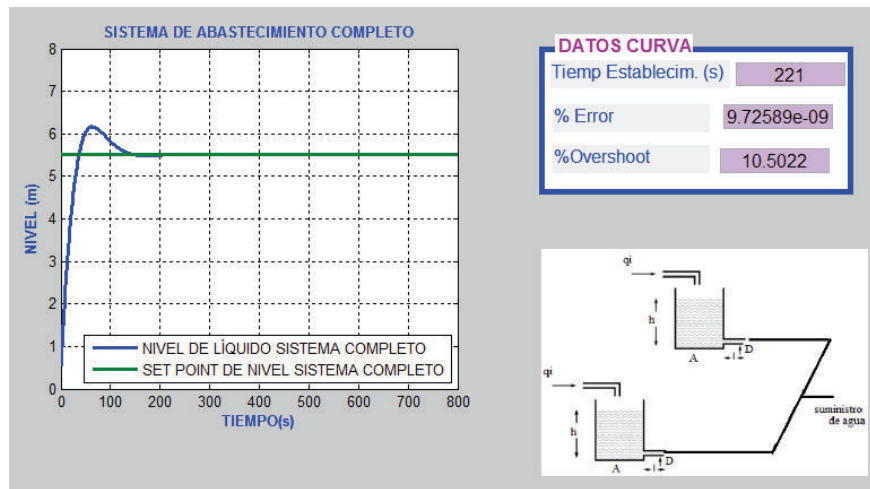 SISTEMA DE ABASTECIMIENTO COMPLETO
8
7
6
5
4
3
2
1
0
NIVEL (m)
NIVEL DE LÍQUIDO SISTEMA COMPLETO
SET POINT DE NIVEL SISTEMA COMPLETO
0 100 200 300 400 500 600 700 800
TIEMPO(s)
DATOS CURVA
Tiemp Establecim. (s) 221
% Error 9.72589e-09
%Overshoot 10.5022
qi
h
D
A l
qi
h
D
A l
suministro
de agua